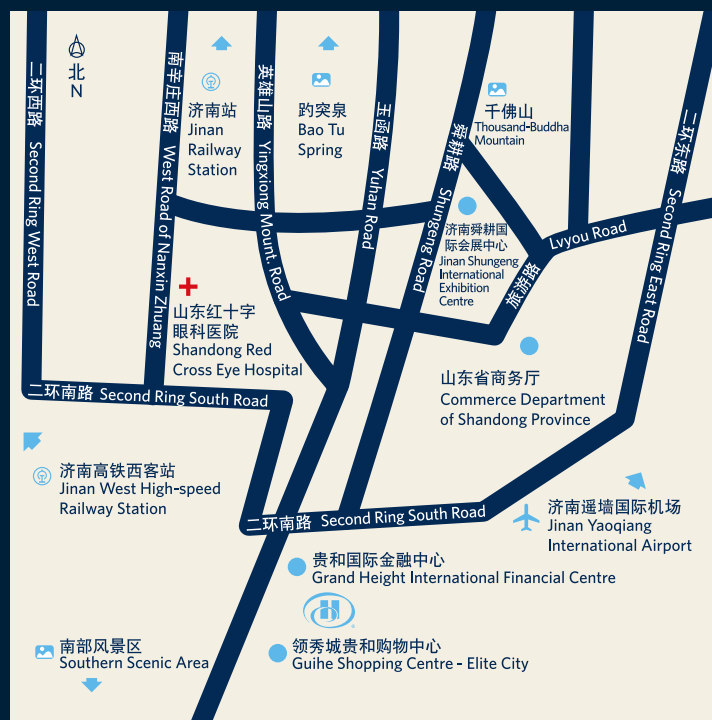 北
N
二环西路 Second Ring West Road
南辛庄西路 West Road of Nanxin Zhuang
济南站
Jinan
Railway
Station
英雄山路 Yingxiong Mount. Road
趵突泉
Bao Tu
Spring
王函路 Yuhan Road
舜耕路 Shungeng Road
千佛山
Thousand-Buddha
Mountain
二环东路 Second Ring East Road
济南舜耕国
际会展中心
Jinan Shungeng
International
Exhibition
Centre
旅游路 Lvyou Road
山东红十字
眼科医院
Shandong Red
Cross Eye Hospital
山东省商务厅
Commerce Department
of Shandong Province
二环南路 Second Ring South Road
济南高铁西客站
Jinan West High-speed
Railway Station
二环南路 Second Ring South Road
济南遥墙国际机场
Jinan Yaoqiang
International Airport
贵和国际金融中心
Grand Height International Financial Centre
H
南部风景区
Southern Scenic Area
领秀城贵和购物中心
Guihe Shopping Centre - Elite City